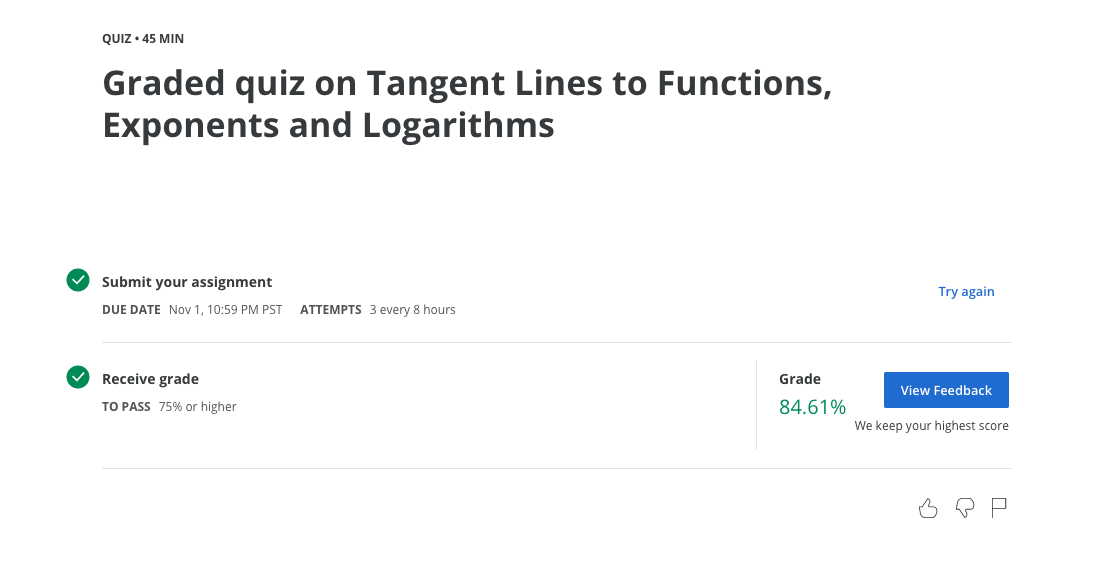 QUIZ • 45 MIN
Graded quiz on Tangent Lines to Functions,
Exponents and Logarithms
Submit your assignment
DUE DATE Nov 1, 10:59 PM PST ATTEMPTS 3 every 8 hours
Try again
Receive grade
TO PASS 75% or higher
Grade
84.61%
View Feedback
We keep your highest score